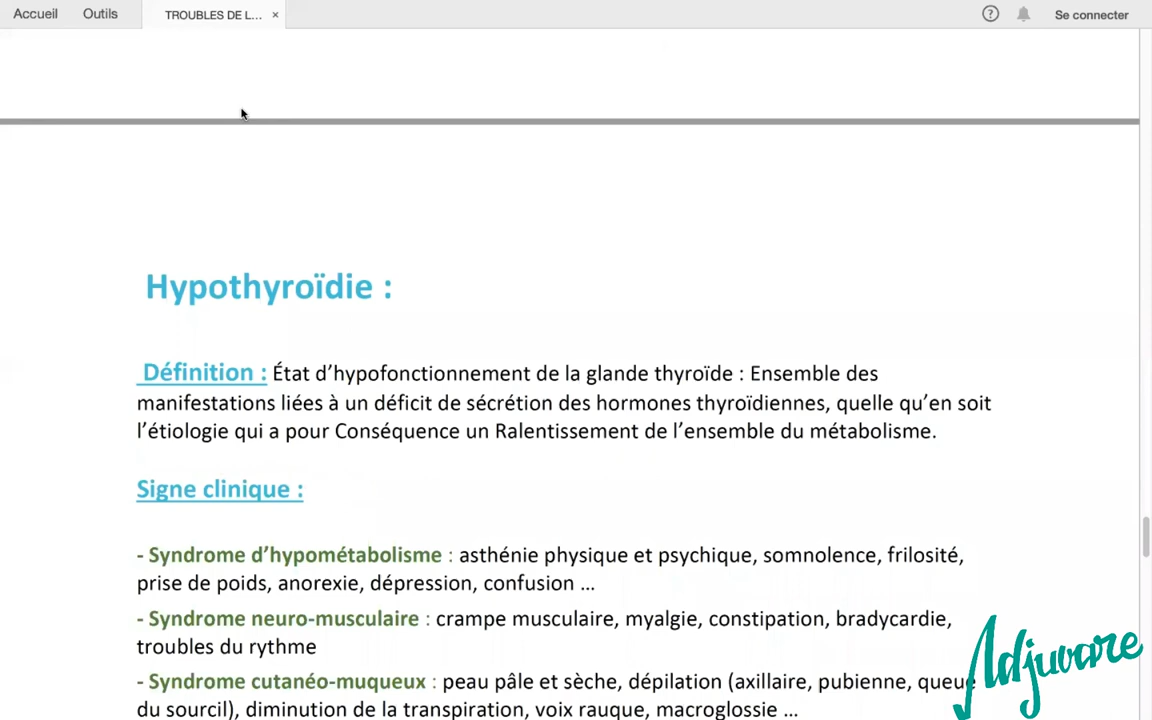 Accueil Outils TROUBLES DE L... × ? Se connecter
Hypothyroïdie :
Définition : État d’hypofonctionnement de la glande thyroïde : Ensemble des
manifestations liées à un déficit de sécrétion des hormones thyroïdiennes, quelle qu’en soit
l’étiologie qui a pour Conséquence un Ralentissement de l’ensemble du métabolisme.
Signe clinique :
- Syndrome d’hypométabolisme : asthénie physique et psychique, somnolence, frilosité,
prise de poids, anorexie, dépression, confusion ...
- Syndrome neuro-musculaire : crampe musculaire, myalgie, constipation, bradycardie,
troubles du rythme
- Syndrome cutanéo-muqueux : peau pâle et sèche, dépilation (axillaire, pubienne, queue
du sourcil), diminution de la transpiration, voix rauque, macroglossie ...
Adjuvare